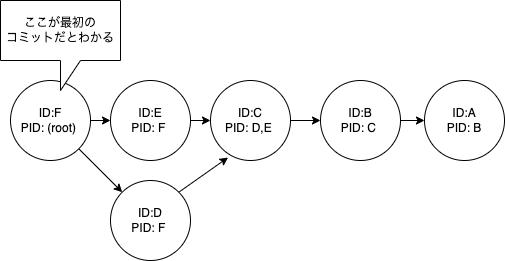 ここが最初の
コミットだとわかる
ID:F
PID: (root)
ID:E
PID: F
ID:C
PID: D,E
ID:B
PID: C
ID:A
PID: B
ID:D
PID: F